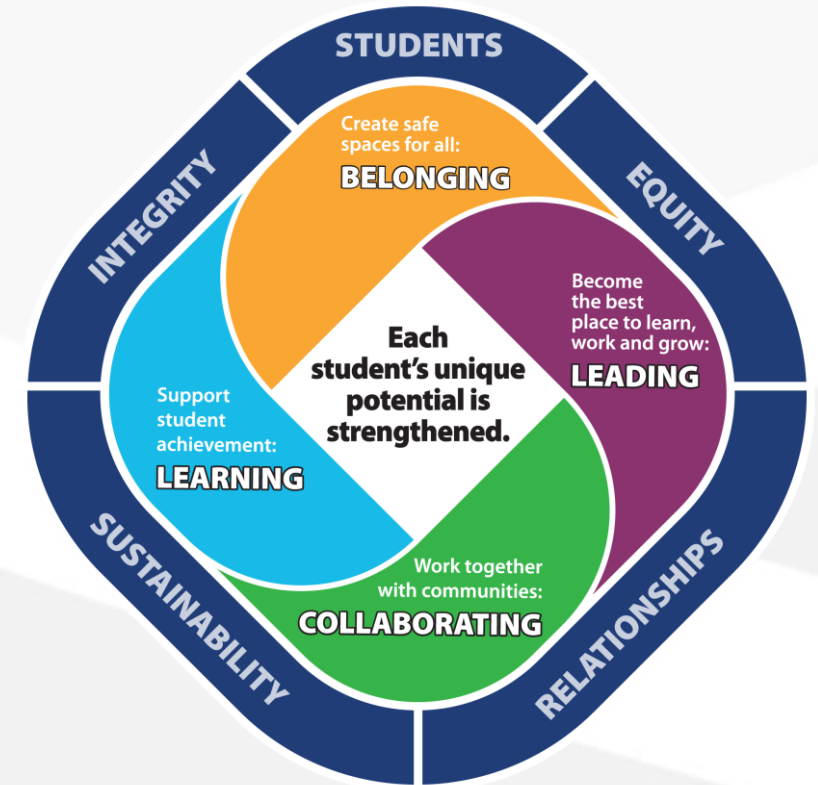 STUDENTS
EQUITY
RELATIONSHIPS
SUSTAINABILITY
INTEGRITY
Create safe
spaces for all:
BELONGING
Become
the best
place to learn,
work and grow:
LEADING
Work together
with communities:
COLLABORATING
Support
student
achievement:
LEARNING
Each
student’s unique
potential is
strengthened.